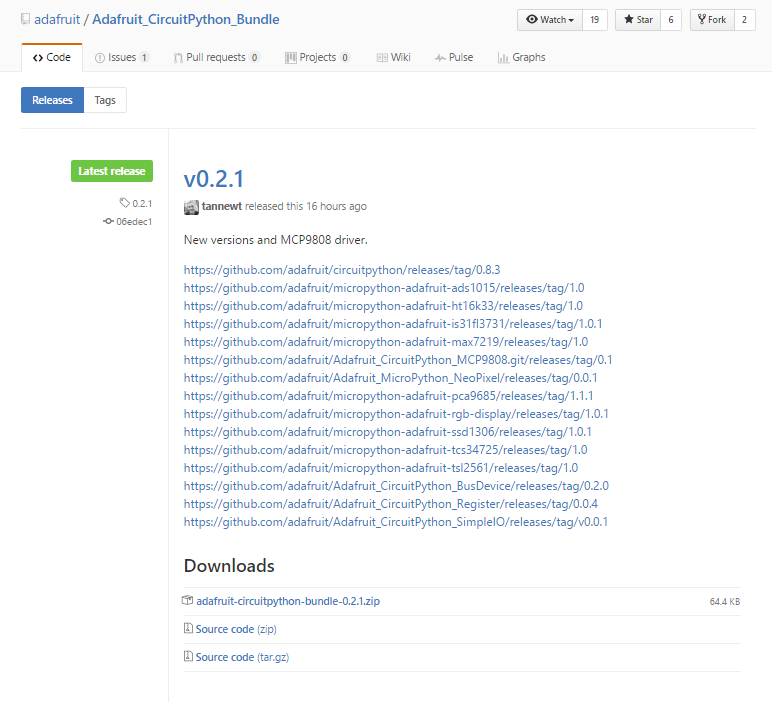 adafruit / Adafruit_CircuitPython_Bundle
Watch 19 Star 6 Fork 2
Code Issues 1 Pull requests 0 Projects 0 Wiki Pulse Graphs
Releases Tags
Latest release
0.2.1
06edec1
v0.2.1
tannewt released this 16 hours ago
New versions and MCP9808 driver.
https://github.com/adafruit/circuitpython/releases/tag/0.8.3
https://github.com/adafruit/micropython-adafruit-ads1015/releases/tag/1.0
https://github.com/adafruit/micropython-adafruit-ht16k33/releases/tag/1.0
https://github.com/adafruit/micropython-adafruit-is31fl3731/releases/tag/1.0.1
https://github.com/adafruit/micropython-adafruit-max7219/releases/tag/1.0
https://github.com/adafruit/Adafruit_CircuitPython_MCP9808.git/releases/tag/0.1
https://github.com/adafruit/Adafruit_MicroPython_NeoPixel/releases/tag/0.0.1
https://github.com/adafruit/micropython-adafruit-pca9685/releases/tag/1.1.1
https://github.com/adafruit/micropython-adafruit-rgb-display/releases/tag/1.0.1
https://github.com/adafruit/micropython-adafruit-ssd1306/releases/tag/1.0.1
https://github.com/adafruit/micropython-adafruit-tcs34725/releases/tag/1.0
https://github.com/adafruit/micropython-adafruit-tsl2561/releases/tag/1.0
https://github.com/adafruit/Adafruit_CircuitPython_BusDevice/releases/tag/0.2.0
https://github.com/adafruit/Adafruit_CircuitPython_Register/releases/tag/0.0.4
https://github.com/adafruit/Adafruit_CircuitPython_SimpleIO/releases/tag/v0.0.1
Downloads
adafruit-circuitpython-bundle-0.2.1.zip 64.4 KB
Source code (zip)
Source code (tar.gz)